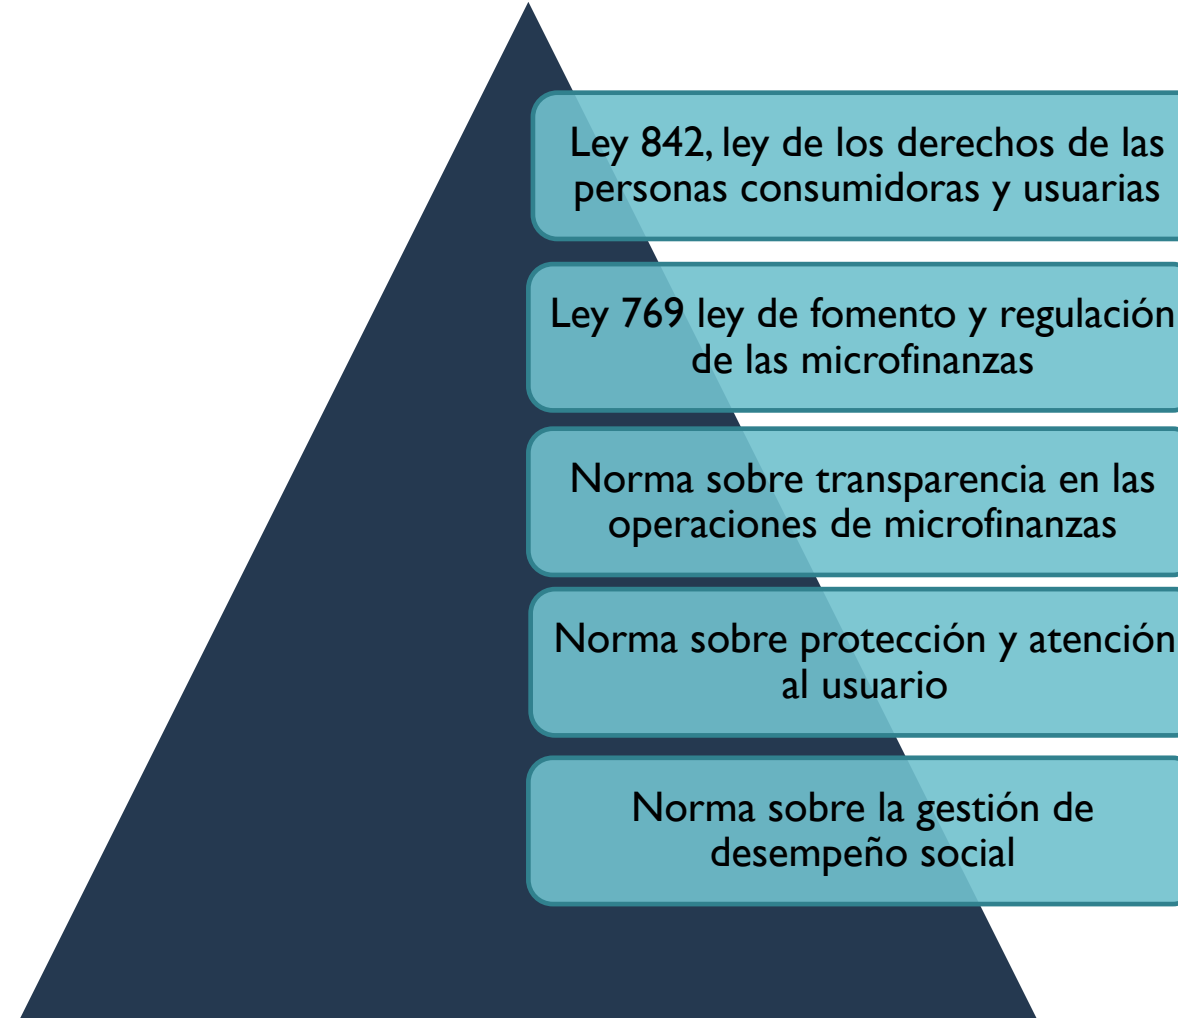 Ley 842, ley de los derechos de las
personas consumidoras y usuarias
Ley 769 ley de fomento y regulación
de las microfinanzas
Norma sobre transparencia en las
operaciones de microfinanzas
Norma sobre protección y atención
al usuario
Norma sobre la gestión de
desempeño social